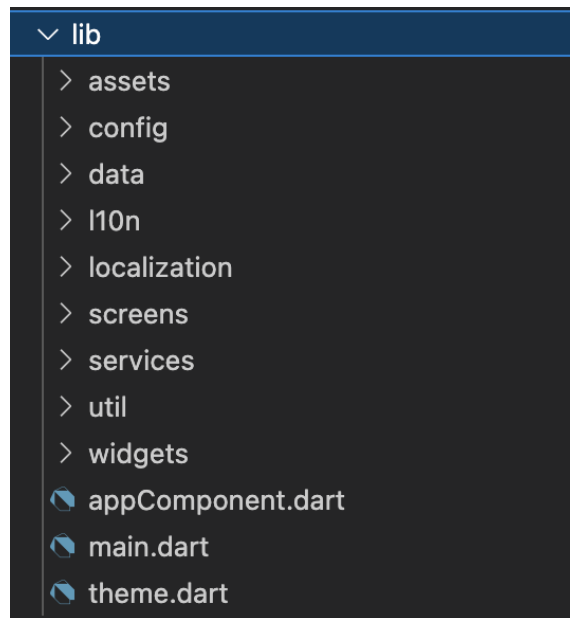 lib
assets
config
data
l10n
localization
screens
services
util
widgets
appComponent.dart
main.dart
theme.dart